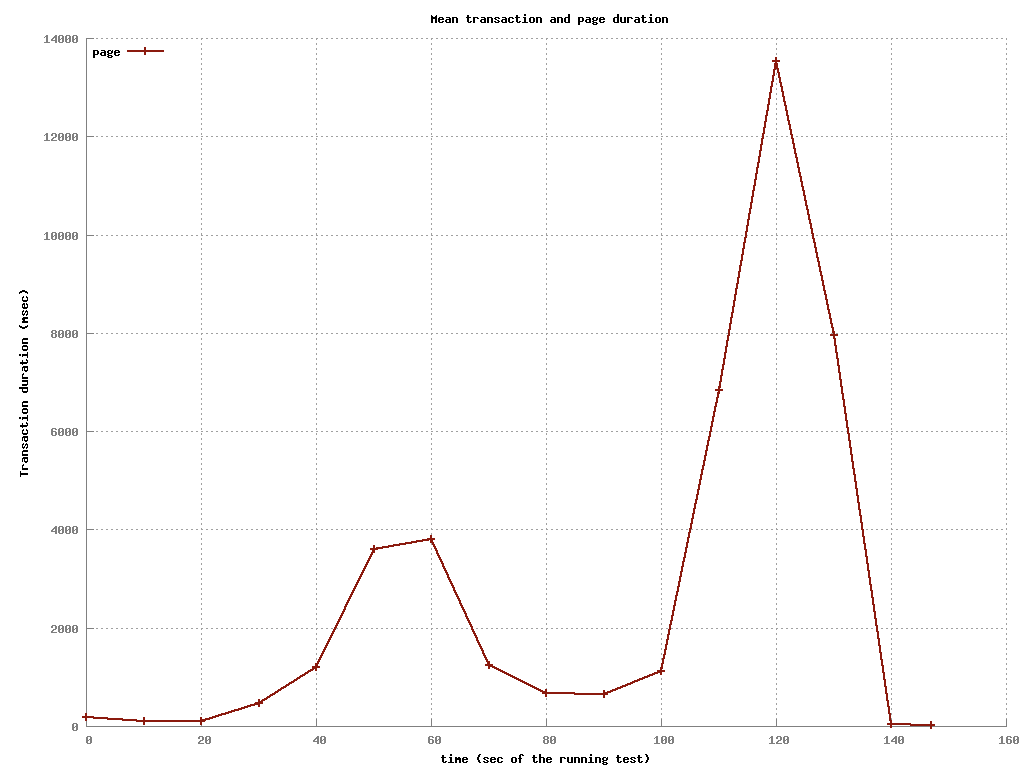 Mean transaction and page duration
page
14000
12000
10000
8000
6000
4000
2000
0
Transaction duration (msec)
0 20 40 60 80 100 120 140 160
time (sec of the running test)